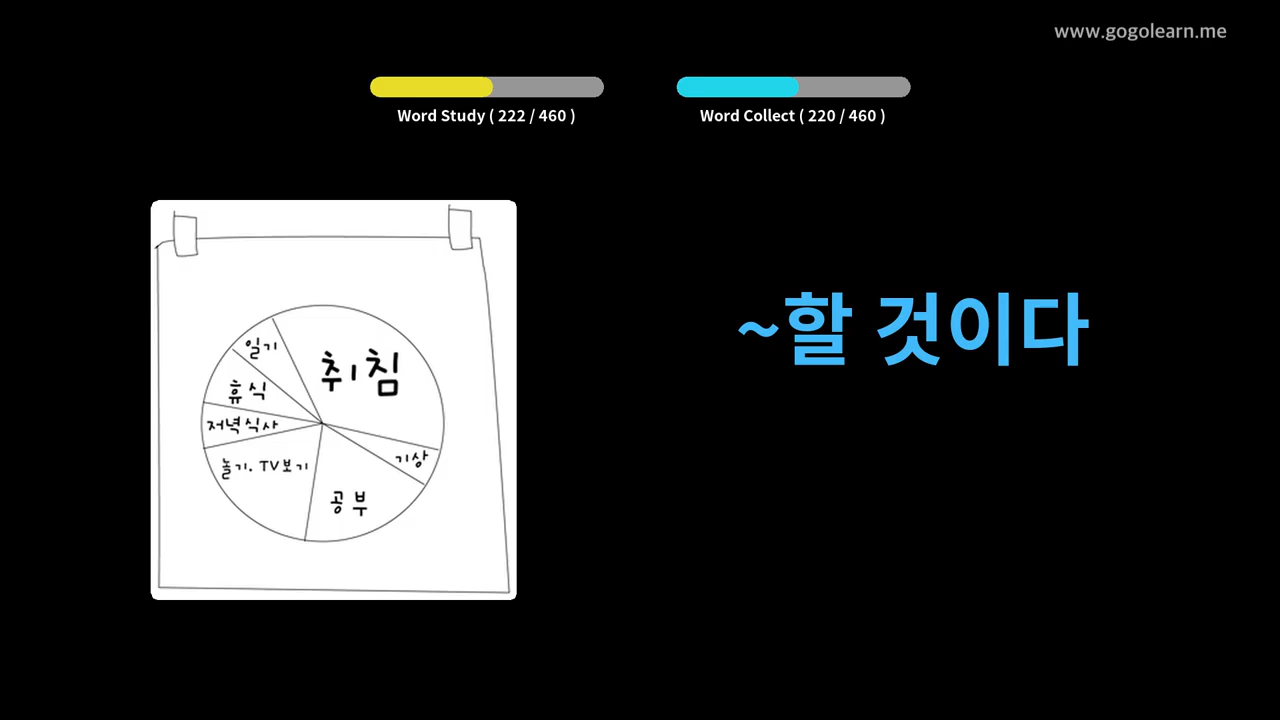 www.gogolearn.me
Word Study ( 222 / 460 )
Word Collect ( 220 / 460 )
일기
취침
휴식
저녁식사
놀기. TV보기
기상
공부
~할 것이다